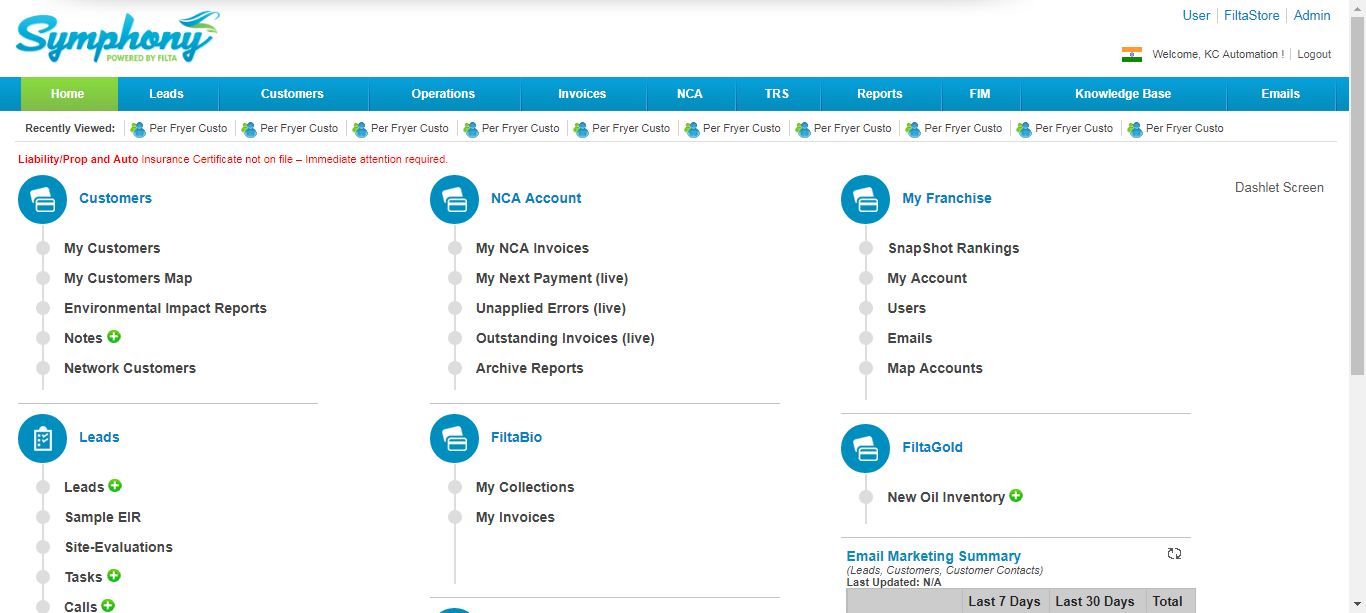 Symphony
POWERED BY FILTA
User FiltaStore Admin
Welcome, KC Automation ! Logout
Home Leads Customers Operations Invoices NCA TRS Reports FIM Knowledge Base Emails
Recently Viewed: Per Fryer Custo Per Fryer Custo Per Fryer Custo Per Fryer Custo Per Fryer Custo Per Fryer Custo Per Fryer Custo Per Fryer Custo Per Fryer Custo Per Fryer Custo
Liability/Prop and Auto Insurance Certificate not on file – Immediate attention required.
Dashlet Screen
Customers
My Customers
My Customers Map
Environmental Impact Reports
Notes
Network Customers
Leads
Leads
Sample EIR
Site-Evaluations
Tasks
Calls
NCA Account
My NCA Invoices
My Next Payment (live)
Unapplied Errors (live)
Outstanding Invoices (live)
Archive Reports
FiltaBio
My Collections
My Invoices
My Franchise
SnapShot Rankings
My Account
Users
Emails
Map Accounts
FiltaGold
New Oil Inventory
Email Marketing Summary
(Leads, Customers, Customer Contacts)
Last Updated: N/A
Last 7 Days Last 30 Days Total